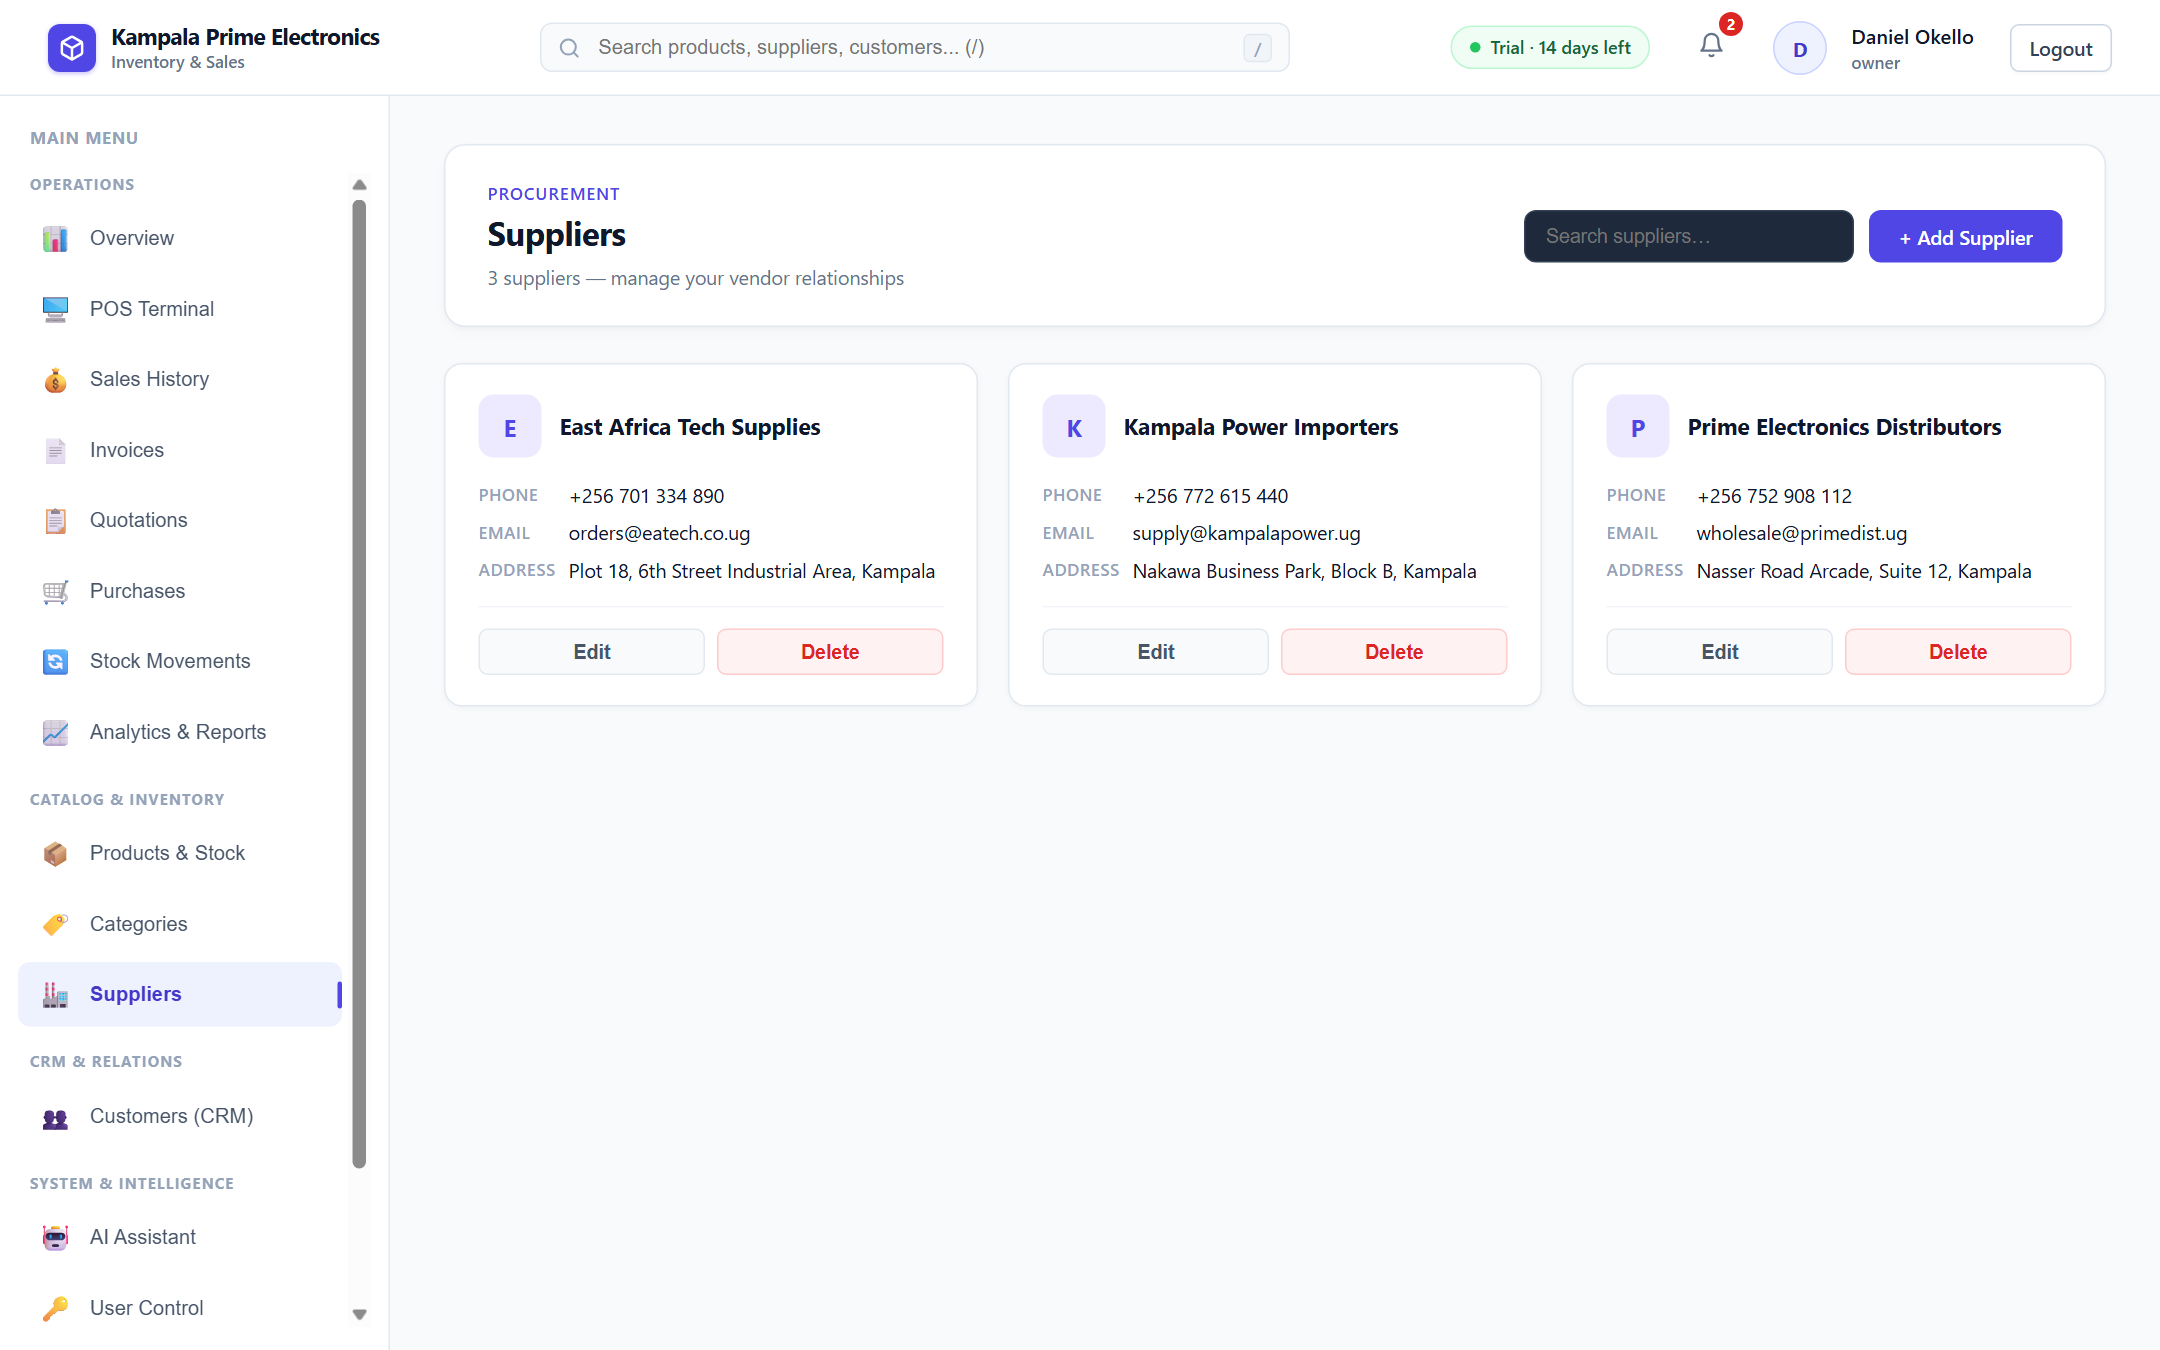 Kampala Prime Electronics
Inventory & Sales
Search products, suppliers, customers... (/)
/
Trial · 14 days left
2
D
Daniel Okello
owner
Logout
MAIN MENU
OPERATIONS
Overview
POS Terminal
Sales History
Invoices
Quotations
Purchases
Stock Movements
Analytics & Reports
CATALOG & INVENTORY
Products & Stock
Categories
Suppliers
CRM & RELATIONS
Customers (CRM)
SYSTEM & INTELLIGENCE
AI Assistant
User Control
PROCUREMENT
Suppliers
3 suppliers — manage your vendor relationships
Search suppliers...
+ Add Supplier
E
East Africa Tech Supplies
PHONE +256 701 334 890
EMAIL orders@eatech.co.ug
ADDRESS Plot 18, 6th Street Industrial Area, Kampala
Edit
Delete
K
Kampala Power Importers
PHONE +256 772 615 440
EMAIL supply@kampalapower.ug
ADDRESS Nakawa Business Park, Block B, Kampala
Edit
Delete
P
Prime Electronics Distributors
PHONE +256 752 908 112
EMAIL wholesale@primedist.ug
ADDRESS Nasser Road Arcade, Suite 12, Kampala
Edit
Delete